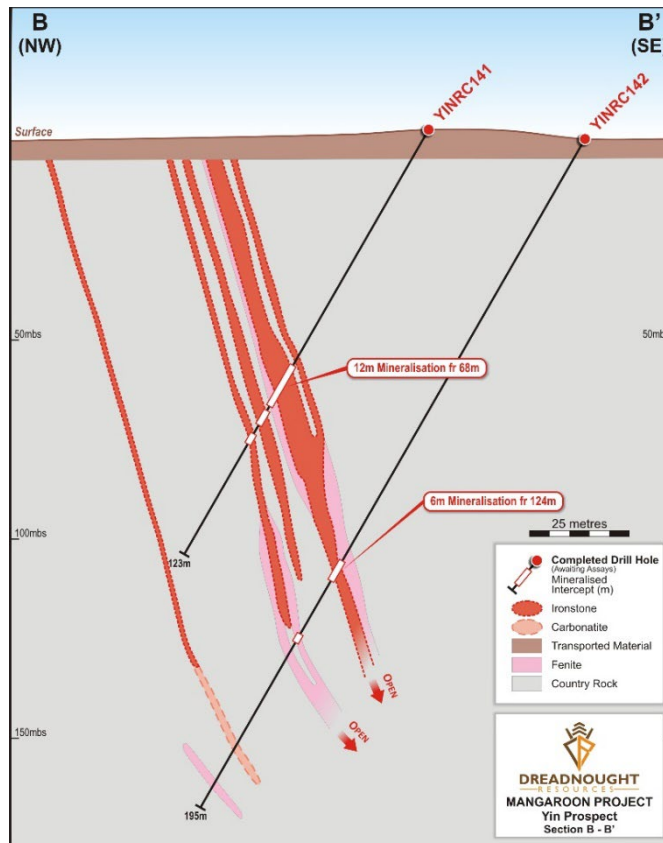 B
(NW)
B'
(SE
YINRC141
YINRC142
Surface
50mbs
50m
12m Mineralisation fr 68m
6m Mineralisation fr 124m
100mbs
123m
25 metres
Completed Drill Hole
(Awaiting Assays)
Mineralised
Intercept (m)
Ironstone
Carbonatite
Transported Material
Fenite
Country Rock
OPEN
OPEN
150mbs
195m
DREADNOUGHT
RESOURCES
MANGAROON PROJECT
Yin Prospect
Section B - B'